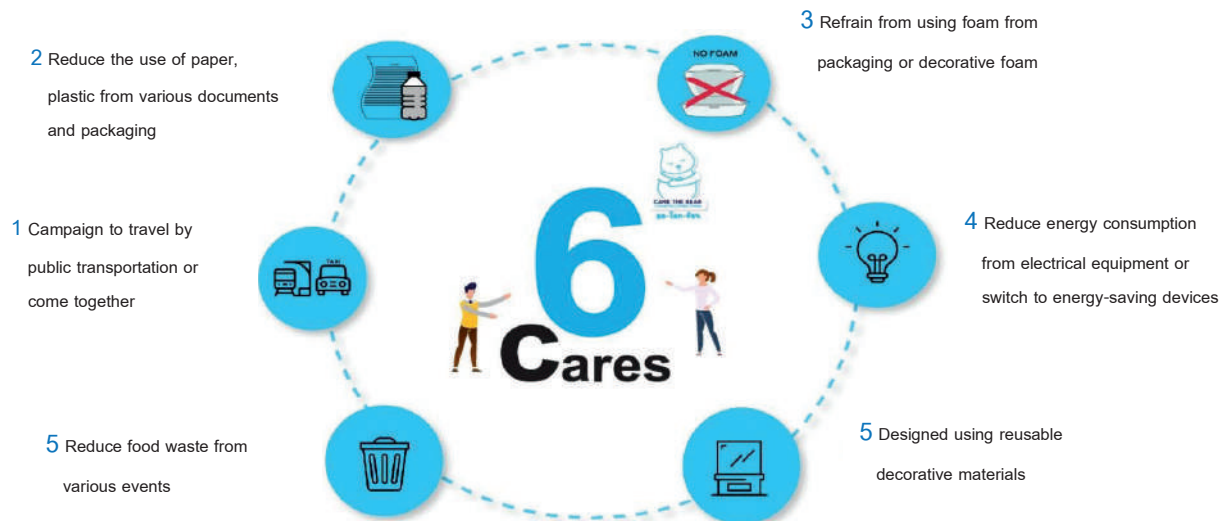 1 Campaign to travel by
public transportation or
come together
2 Reduce the use of paper,
plastic from various documents
and packaging
3 Refrain from using foam from
packaging or decorative foam
4 Reduce energy consumption
from electrical equipment or
switch to energy-saving devices
5 Designed using reusable
decorative materials
5 Reduce food waste from
various events
NO FOAM
TAXI
CARE THE BEAR
6
Cares